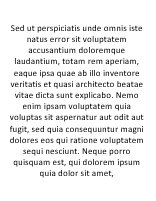 Sed ut perspiciatis unde omnis iste
natus error sit voluptatem
accusantium doloremque
laudantium, totam rem aperiam,
eaque ipsa quae ab illo inventore
veritatis et quasi architecto beatae
vitae dicta sunt explicabo. Nemo
enim ipsam voluptatem quia
voluptas sit aspernatur aut odit aut
fugit, sed quia consequuntur magni
dolores eos qui ratione voluptatem
sequi nesciunt. Neque porro
quisquam est, qui dolorem ipsum
quia dolor sit amet,